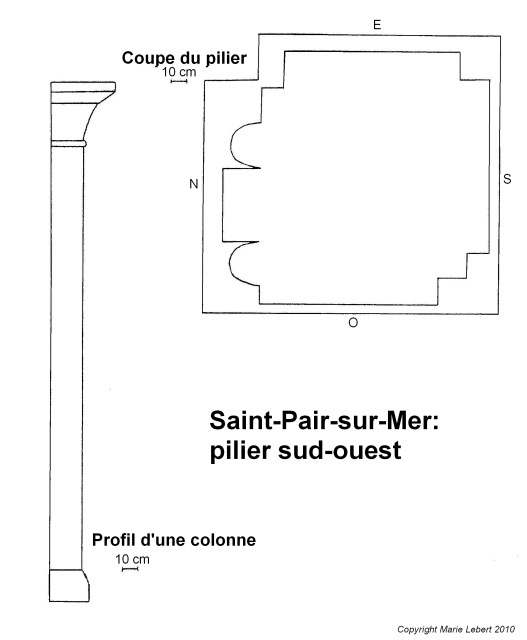 E
Coupe du pilier
10 cm
N
S
O
Saint-Pair-sur-Mer:
pilier sud-ouest
Profil d'une colonne
10 cm
Copyright Marie Lebert 2010